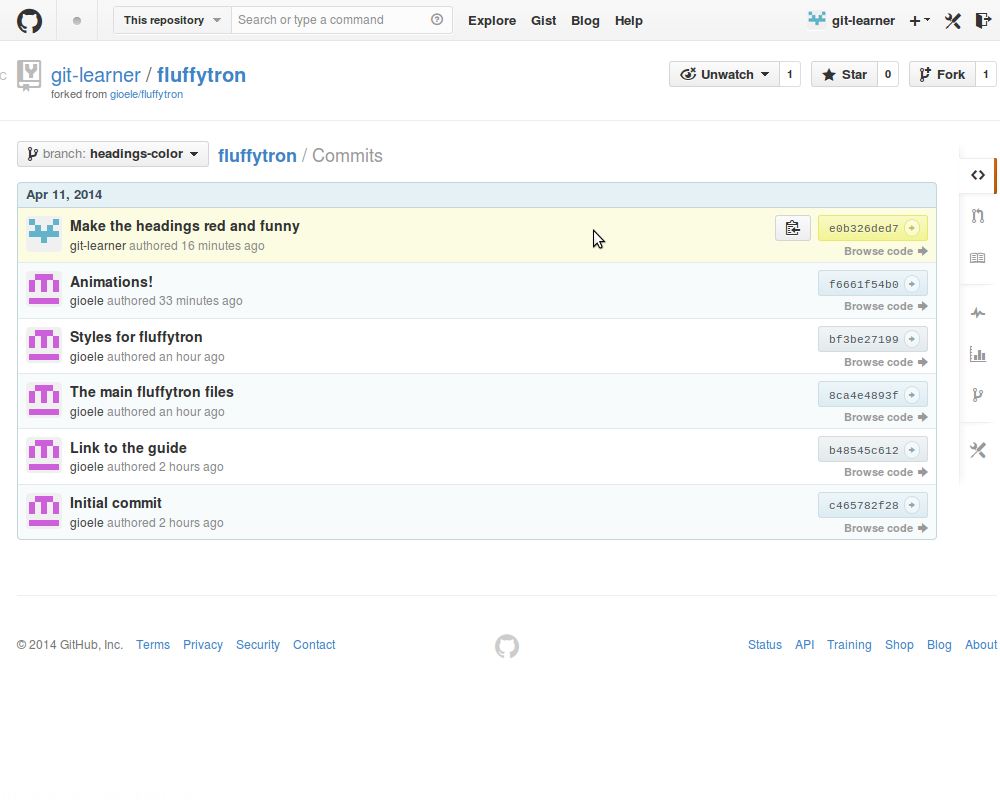 This repository Search or type a command Explore Gist Blog Help git-learner
git-learner / fluffytron
forked from gioele/fluffytron
Unwatch 1 Star 0 Fork 1
branch: headings-color fluffytron / Commits
Apr 11, 2014
Make the headings red and funny
git-learner authored 16 minutes ago
e0b326ded7
Browse code
Animations!
gioele authored 33 minutes ago
f6661f54b0
Browse code
Styles for fluffytron
gioele authored an hour ago
bf3be27199
Browse code
The main fluffytron files
gioele authored an hour ago
8ca4e4893f
Browse code
Link to the guide
gioele authored 2 hours ago
b48545c612
Browse code
Initial commit
gioele authored 2 hours ago
c465782f28
Browse code
© 2014 GitHub, Inc. Terms Privacy Security Contact Status API Training Shop Blog About